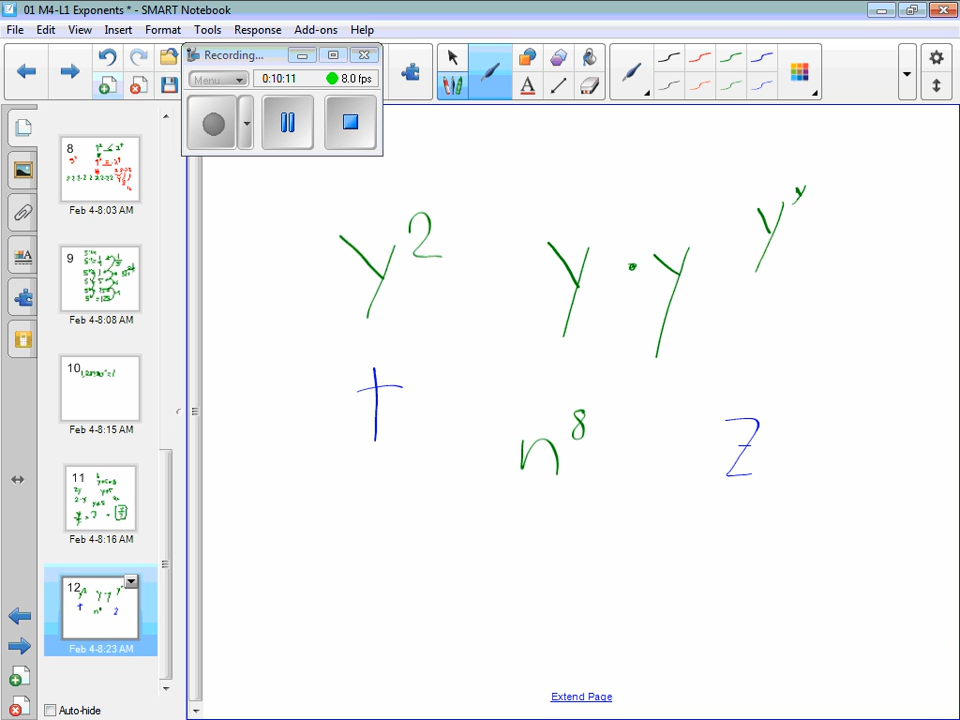 01 M4-L1 Exponents * - SMART Notebook
File Edit View Insert Format Tools Response Add-ons Help
Recording...
Menu 0:10:11 8.0 fps
8
Feb 4-8:03 AM
9
Feb 4-8:08 AM
10
Feb 4-8:15 AM
11
Feb 4-8:16 AM
12
Feb 4-8:23 AM
Auto-hide
y² y · y yʸ
t n⁸ z
Extend Page